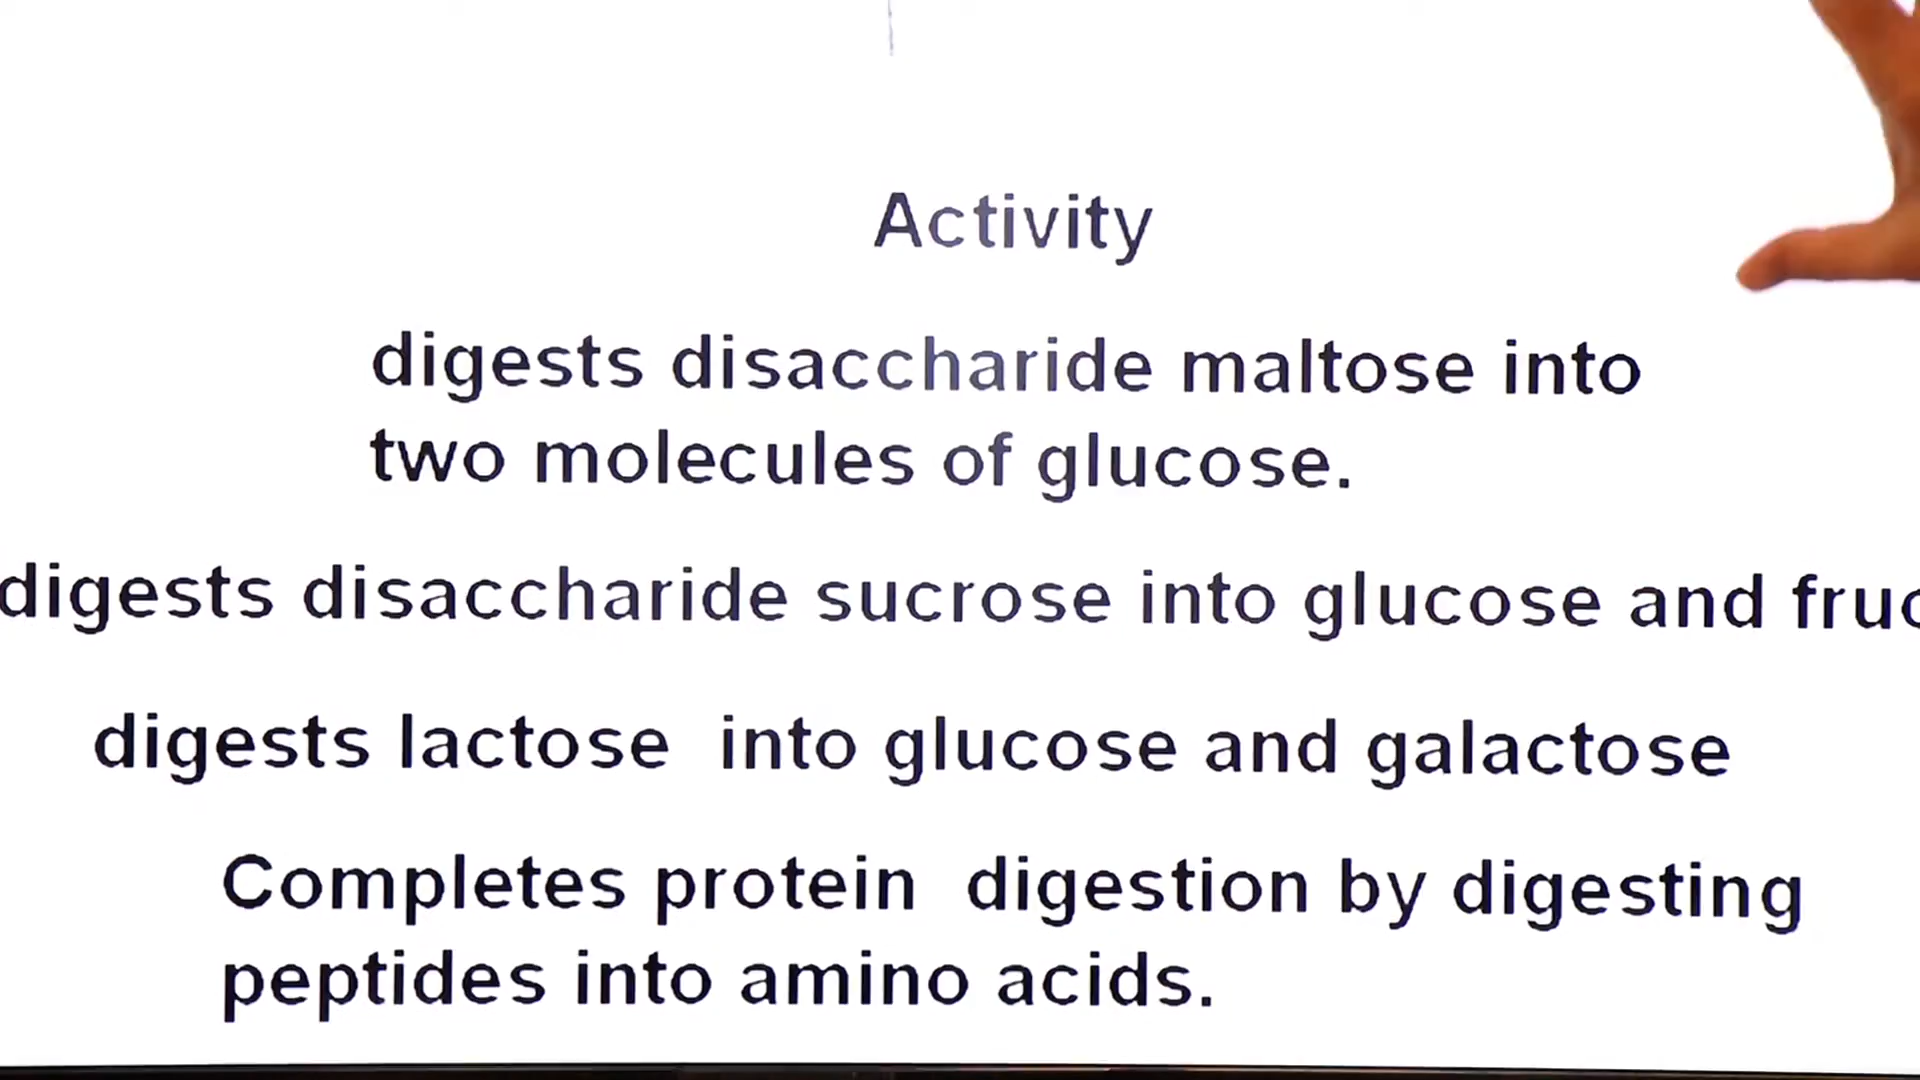 Activity
digests disaccharide maltose into
two molecules of glucose.
digests disaccharide sucrose into glucose and fruc
digests lactose into glucose and galactose
Completes protein digestion by digesting
peptides into amino acids.